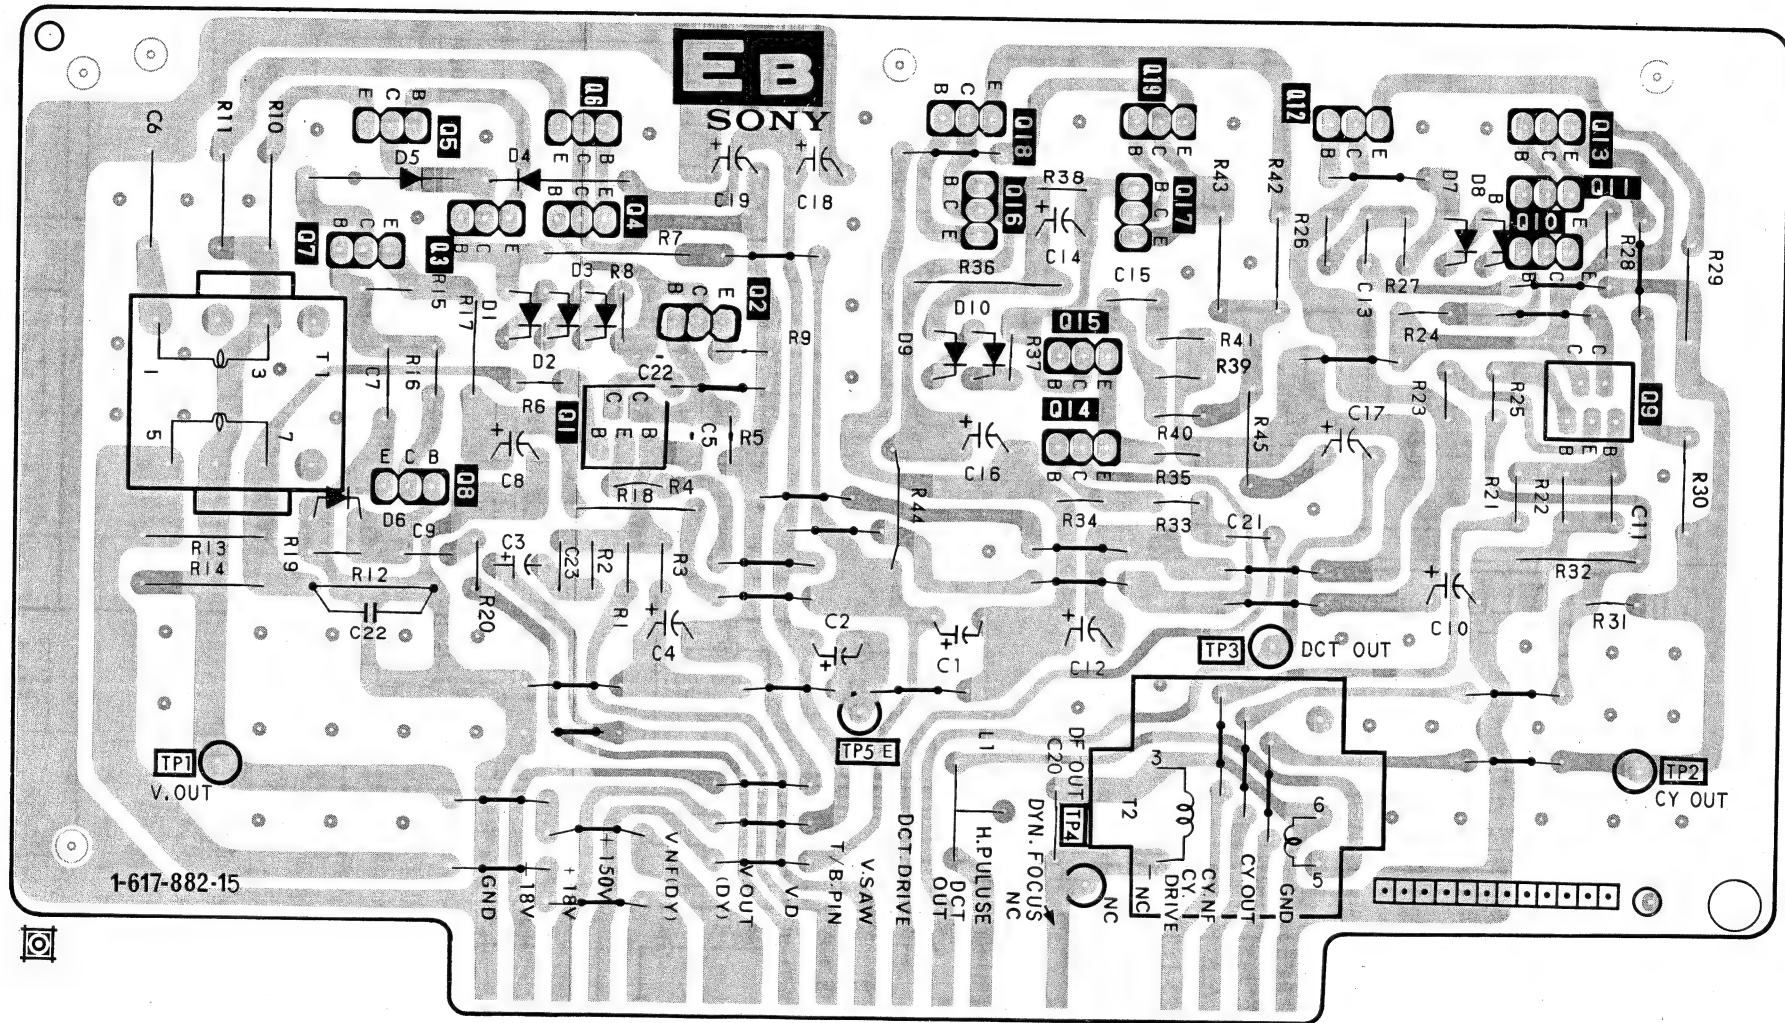 EB
SONY
C6
R11
R10
E C B
Q5
Q6
E C B
D5
D4
C19
C18
B C E
Q18
Q19
B C E
Q12
B C E
Q13
B C E
Q7
B C E
Q3
B C E
Q4
B E
R7
B C E
Q16
R38
C14
B C E
Q17
R43
R42
R26
D7
D8
B
Q11
E
Q10
B C E
R28
R29
R15
R17
D1
D3
R8
B C E
Q2
R36
C15
C13
R27
D2
R9
D9
D10
R37
Q15
B C E
R41
R39
R24
1
3
T1
5
7
C7
R16
R6
Q1
C22
C C
B E B
C5
R5
Q14
B C E
R40
R35
R45
C17
R23
R25
C C
B E B
Q9
C8
C16
E C B
Q8
D6
C9
R18
R4
R44
R34
R33
C21
R21
R22
C11
R30
R13
R14
R19
R12
C22
R20
C3
C23
R2
R1
R3
C4
C2
C1
C12
TP3
DCT OUT
C10
R32
R31
TP1
V.OUT
TP5 E
L1
DF OUT
C20
TP4
T2
3
6
5
TP2
CY OUT
1-617-882-15
GND
-18V
+18V
+150V
V.NF(DY)
V.OUT
(DY)
V.D
T/B.PIN
V.SAW
DCT.DRIVE
DCT
OUT
H.PULUSE
NC
DYN.FOCUS
NC
NC
CY.
DRIVE
CY.NF
CY.OUT
GND